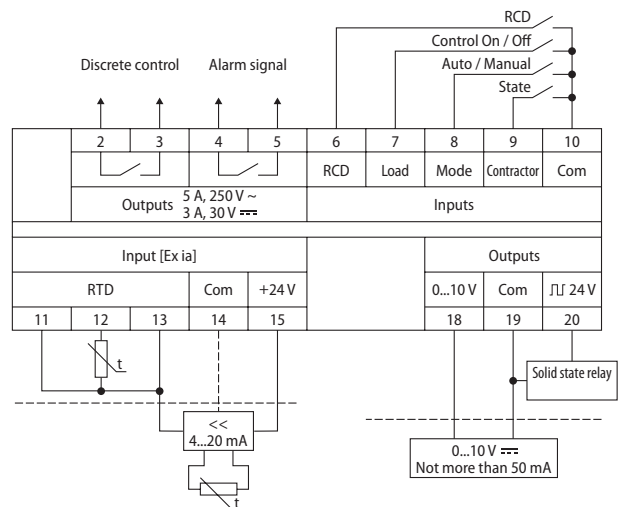 RCD
Control On / Off
Auto / Manual
State
Discrete control
Alarm signal
2 3 4 5 6 7 8 9 10
RCD Load Mode Contractor Com
Outputs 5 A, 250 V ~
3 A, 30 V ⎓
Inputs
Input [Ex ia]
Outputs
RTD Com +24 V 0...10 V Com ⎍ 24 V
11 12 13 14 15 18 19 20
t
Solid state relay
<<
4...20 mA
0...10 V ⎓
Not more than 50 mA
t